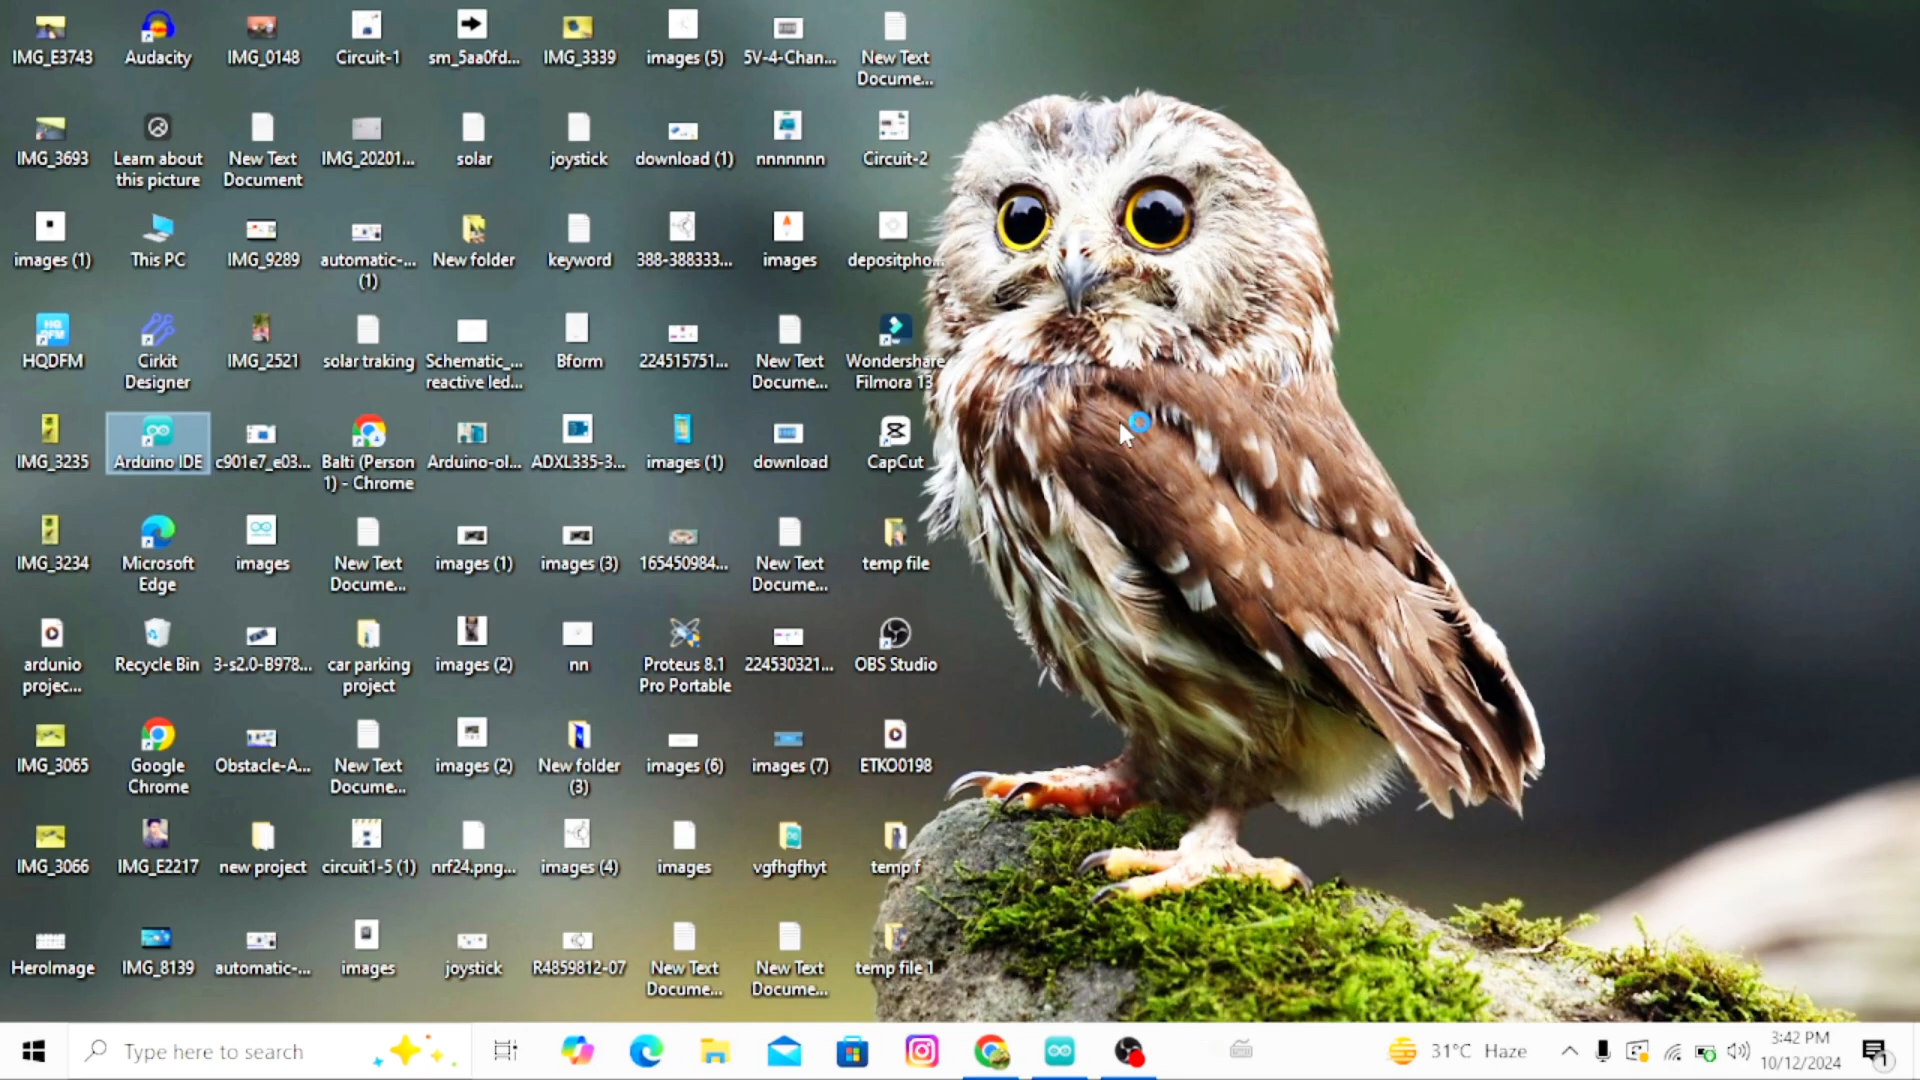 IMG_E3743
Audacity
IMG_0148
Circuit-1
sm_5aa0fd...
IMG_3339
images (5)
5V-4-Chan...
New Text
Docume...
IMG_3693
Learn about
this picture
New Text
Document
IMG_20201...
solar
joystick
download (1)
nnnnnnn
Circuit-2
images (1)
This PC
IMG_9289
automatic-...
(1)
New folder
keyword
388-388333...
images
depositpho...
HQDFM
Cirkit
Designer
IMG_2521
solar traking
Schematic_...
reactive led...
Bform
224515751...
New Text
Docume...
Wondershare
Filmora 13
IMG_3235
Arduino IDE
c901e7_e03...
Balti (Person
1) - Chrome
Arduino-ol...
ADXL335-3...
images (1)
download
CapCut
IMG_3234
Microsoft
Edge
images
New Text
Docume...
images (1)
images (3)
165450984...
New Text
Docume...
temp file
ardunio
projec...
Recycle Bin
3-s2.0-B978...
car parking
project
images (2)
nn
Proteus 8.1
Pro Portable
224530321...
OBS Studio
IMG_3065
Google
Chrome
Obstacle-A...
New Text
Docume...
images (2)
New folder
(3)
images (6)
images (7)
ETKO0198
IMG_3066
IMG_E2217
new project
circuit1-5 (1)
nrf24.png...
images (4)
images
vgfhgfhyt
temp f
HeroImage
IMG_8139
automatic-...
images
joystick
R4859812-07
New Text
Docume...
New Text
Docume...
temp file 1
Type here to search
31°C Haze
3:42 PM
10/12/2024
1